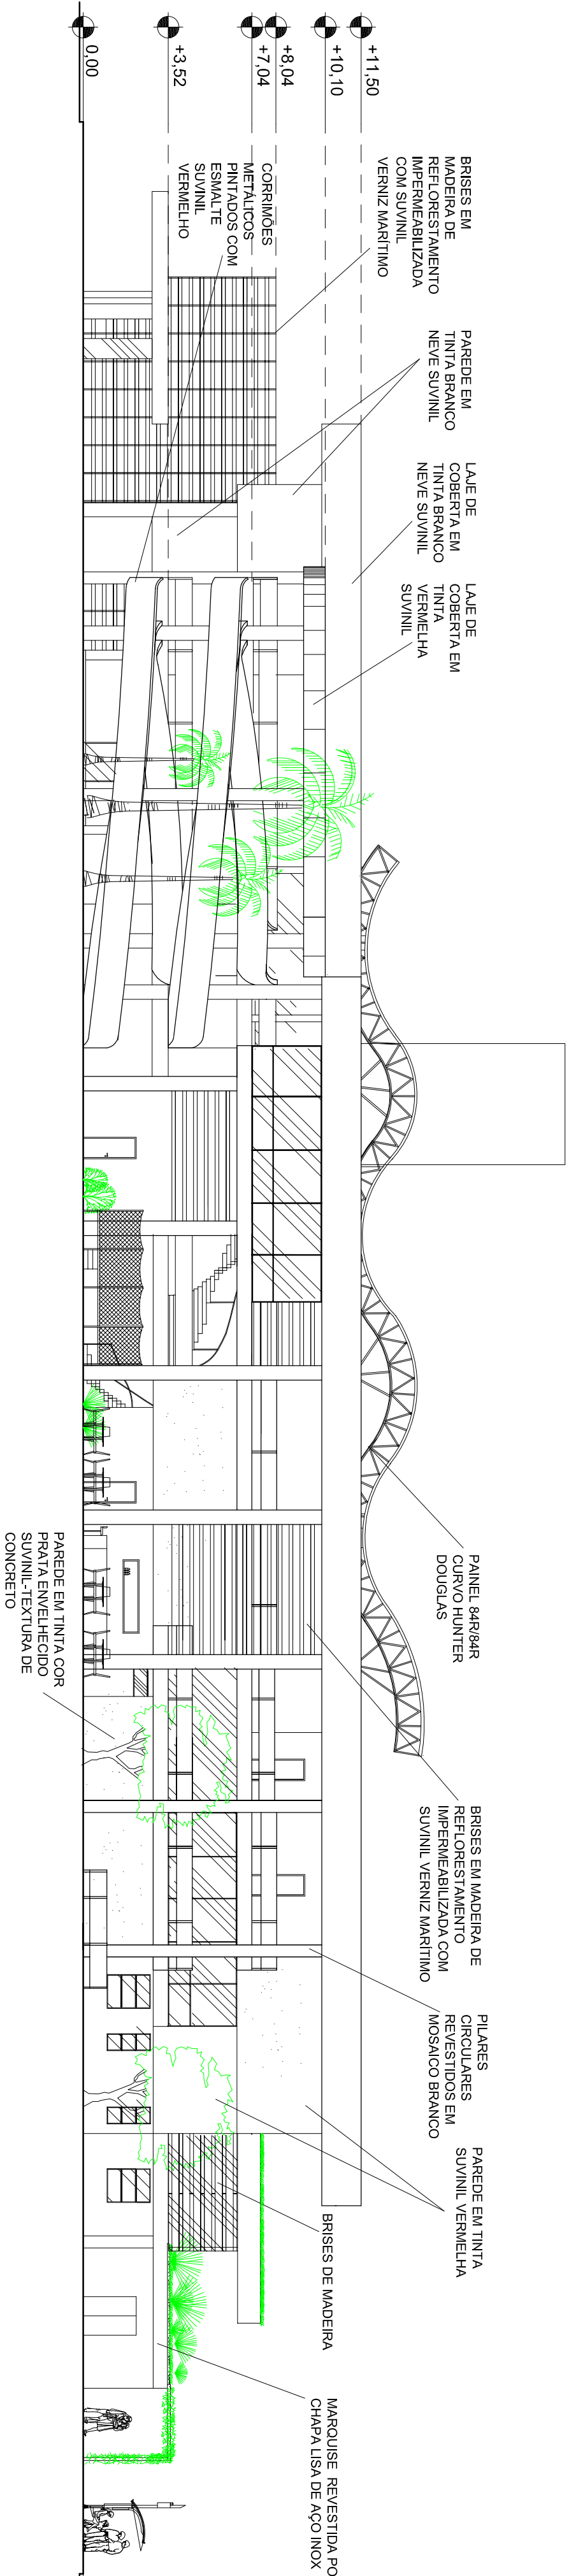 +11,50
+10,10
+8,04
+7,04
+3,52
0,00
BRISES EM
MADEIRA DE
REFLORESTAMENTO
IMPERMEABILIZADA
COM SUVINIL
VERNIZ MARÍTIMO
CORRIMÕES
METÁLICOS
PINTADOS COM
ESMALTE
SUVINIL
VERMELHO
PAREDE EM
TINTA BRANCO
NEVE SUVINIL
LAJE DE
COBERTA EM
TINTA BRANCO
NEVE SUVINIL
LAJE DE
COBERTA EM
TINTA
VERMELHA
SUVINIL
PAINEL 84R/84R
CURVO HUNTER
DOUGLAS
PAREDE EM TINTA COR
PRATA ENVELHECIDO
SUVINIL-TEXTURA DE
CONCRETO
BRISES EM MADEIRA DE
REFLORESTAMENTO
IMPERMEABILIZADA COM
SUVINIL VERNIZ MARÍTIMO
PILARES
CIRCULARES
REVESTIDOS EM
MOSAICO BRANCO
PAREDE EM TINTA
SUVINIL VERMELHA
BRISES DE MADEIRA
MARQUISE REVESTIDA PO
CHAPA LISA DE AÇO INOX